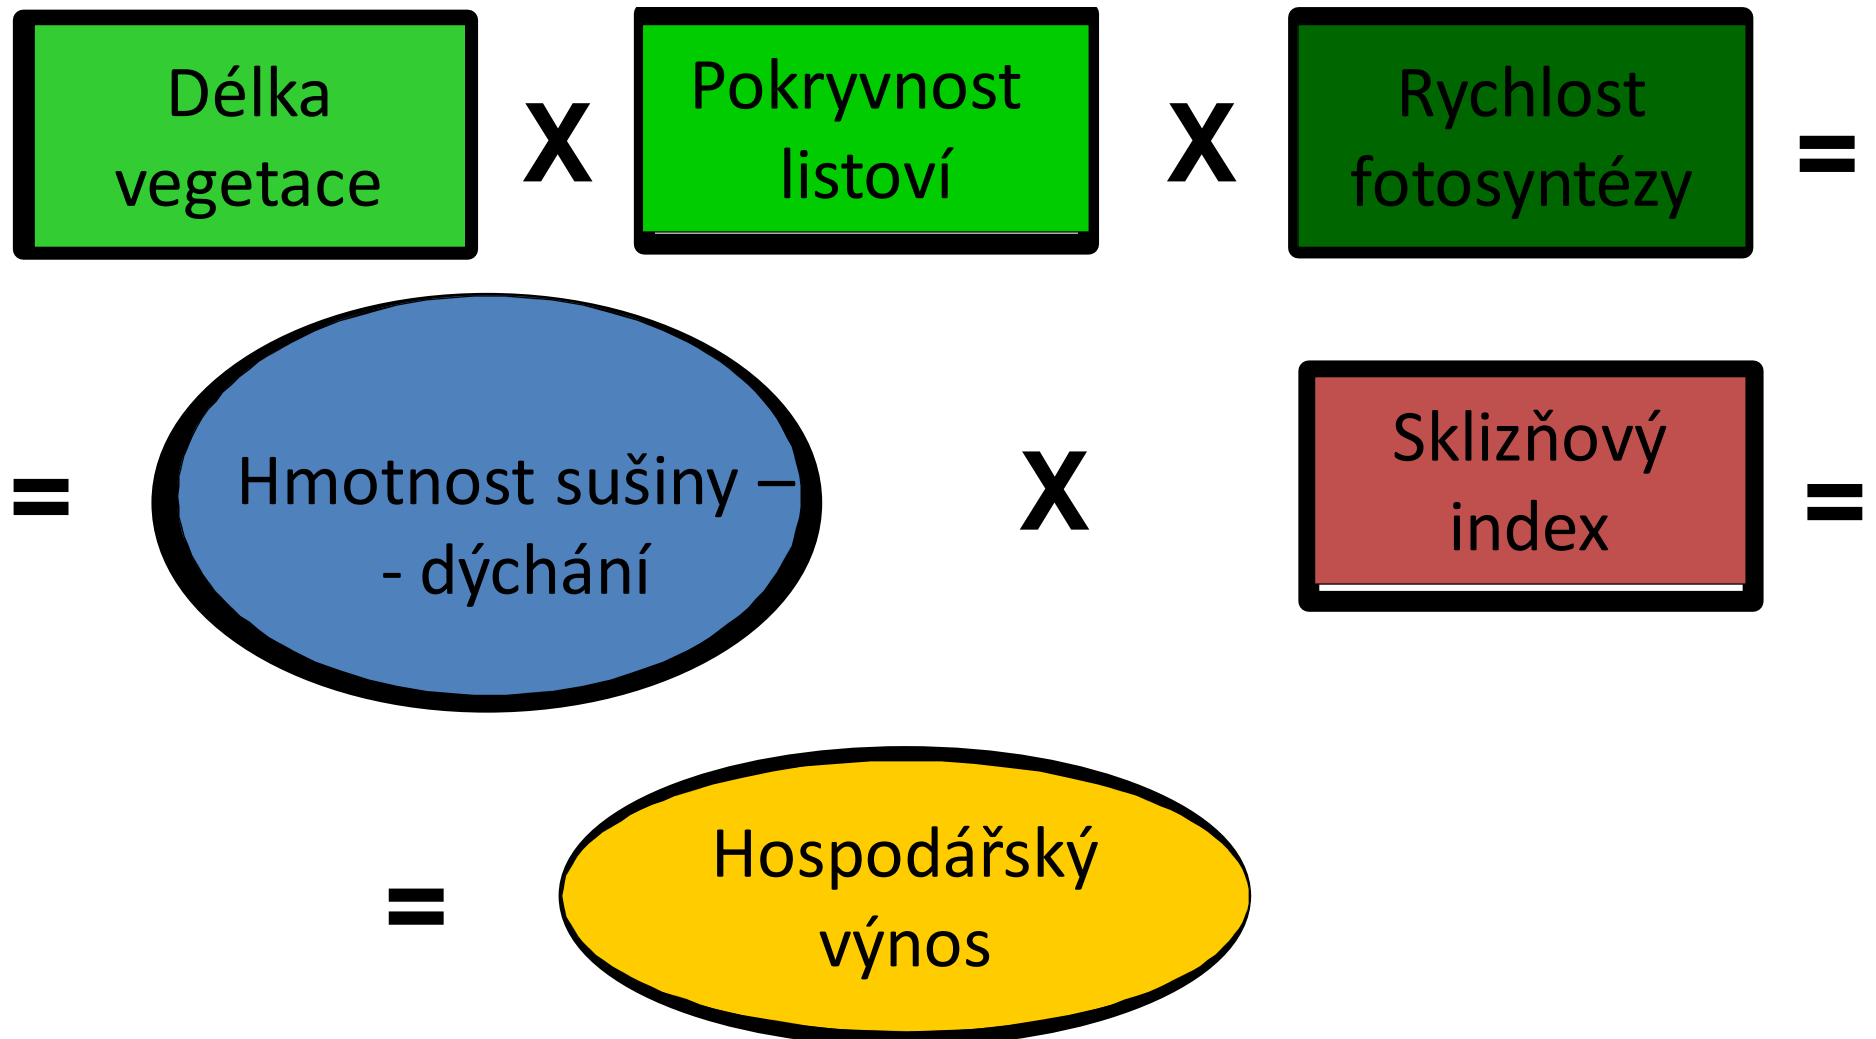 Délka
vegetace
X
Pokryvnost
listoví
X
Rychlost
fotosyntézy
=
=
Hmotnost sušiny –
- dýchání
X
Sklizňový
index
=
=
Hospodářský
výnos